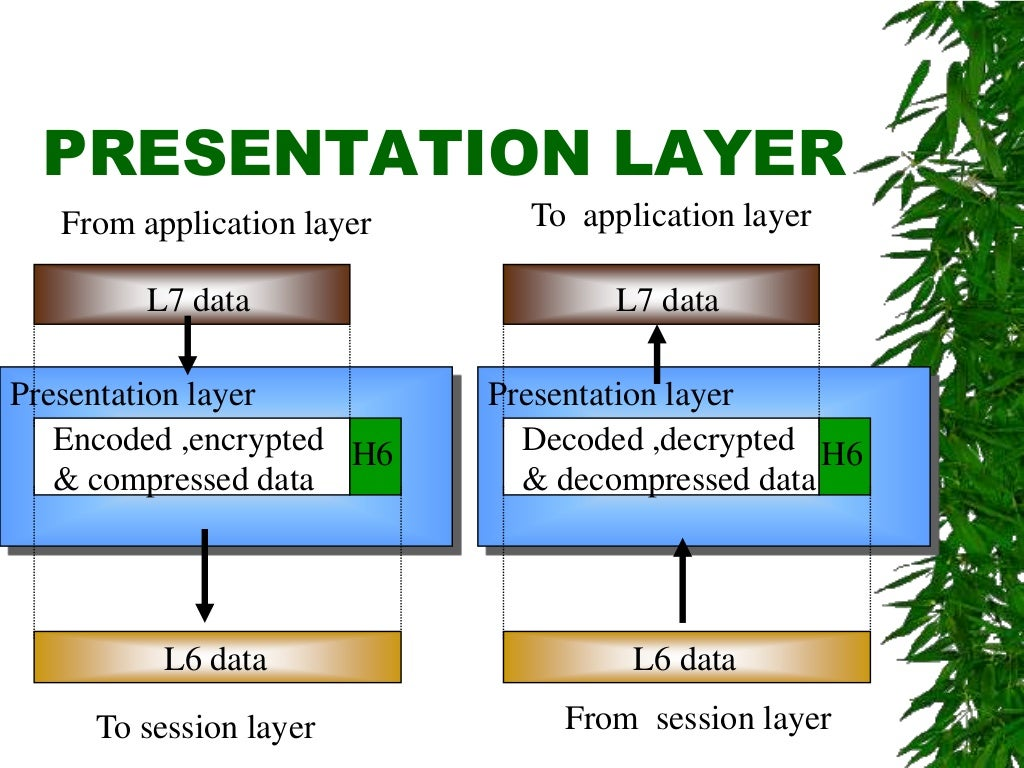 PRESENTATION LAYER
From application layer
L7 data
Presentation layer
Encoded ,encrypted
& compressed data
H6
L6 data
To session layer
To  application layer
L7 data
Presentation layer
Decoded ,decrypted
& decompressed data
H6
L6 data
From  session layer